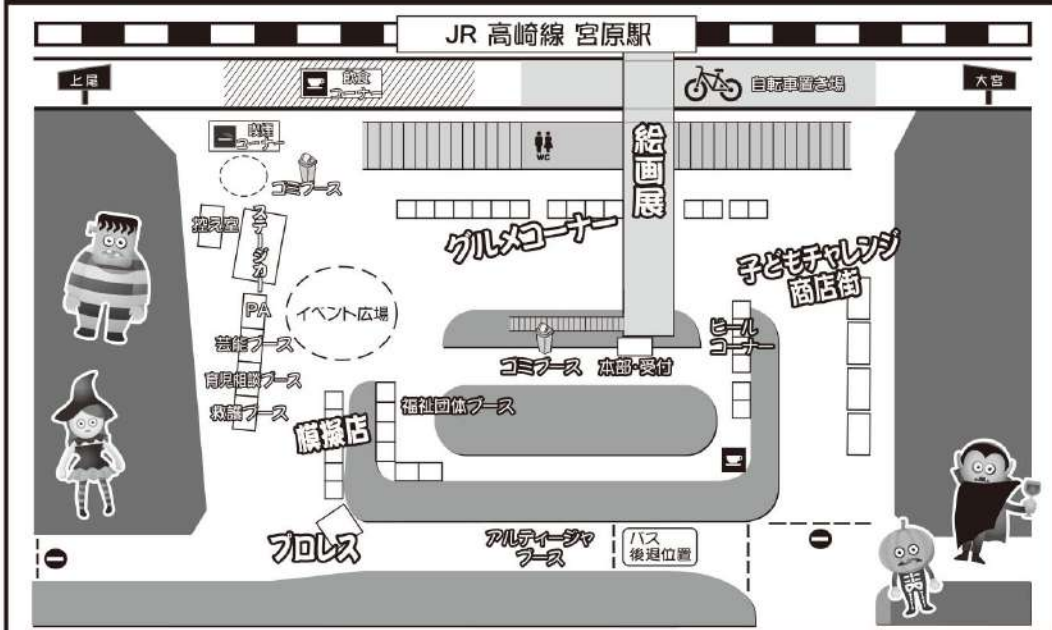 JR 高崎線 宮原駅
上尾
飲食
コーナー
自転車置き場
大宮
喫煙
コーナー
WC
絵画展
ゴミブース
控え室
ステージカー
グルメコーナー
子どもチャレンジ
商店街
PA
イベント広場
ビール
コーナー
芸能ブース
ゴミブース
本部・受付
育児相談ブース
福祉団体ブース
救護ブース
模擬店
プロレス
アルディージャ
ブース
バス
後退位置